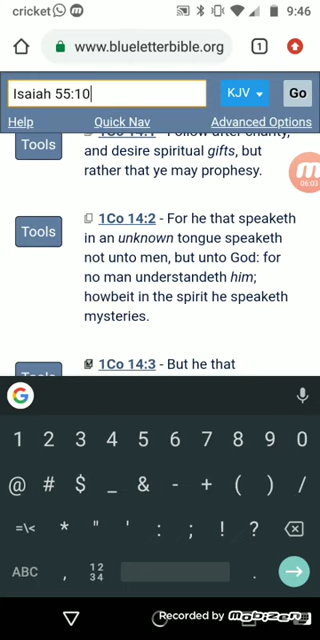 cricket 9:46
www.blueletterbible.org 1
Isaiah 55:10 KJV Go
Help Quick Nav Advanced Options
Tools
and desire spiritual gifts, but
rather that ye may prophesy.
06:03
Tools
1Co 14:2 - For he that speaketh
in an unknown tongue speaketh
not unto men, but unto God: for
no man understandeth him;
howbeit in the spirit he speaketh
mysteries.
1Co 14:3 - But he that
G
1 2 3 4 5 6 7 8 9 0
@ # $ _ & - + ( ) /
=\< * " ' : ; ! ?
ABC , 12 34 .
Recorded by mobizen